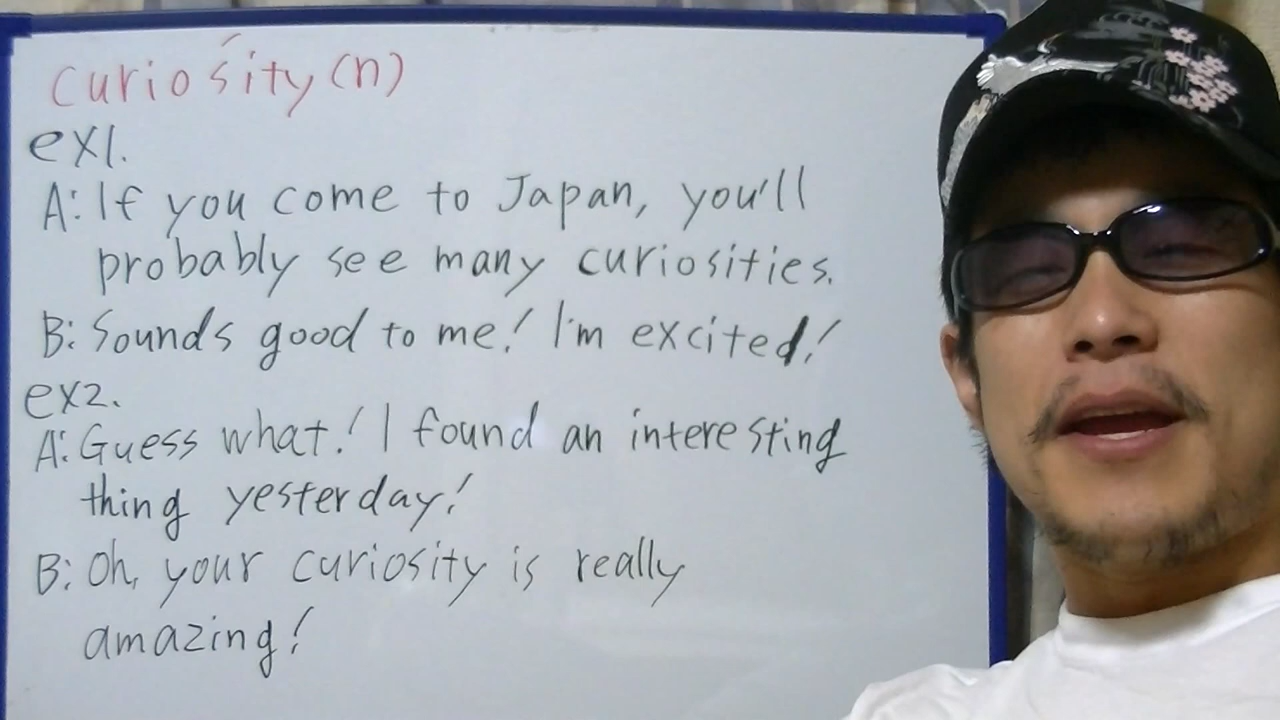 curiósity (n)
ex1.
A: If you come to Japan, you'll
probably see many curiosities.
B: Sounds good to me! I'm excited!
ex2.
A: Guess what! I found an interesting
thing yesterday!
B: Oh, your curiosity is really
amazing!